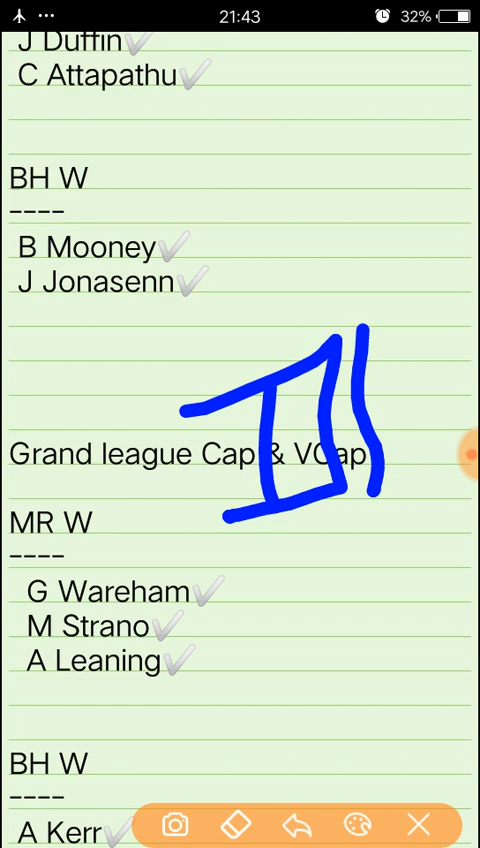 21:43
32%
J Duffin✓
C Attapathu✓
BH W
----
B Mooney✓
J Jonasenn✓
Grand league Cap & VCap
MR W
----
G Wareham✓
M Strano✓
A Leaning✓
BH W
----
A Kerr✓